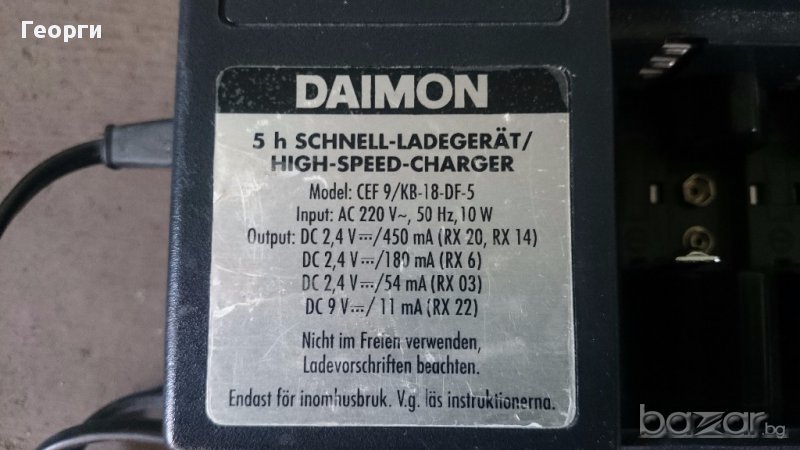 Георги
DAIMON
5 h SCHNELL-LADEGERÄT/
HIGH-SPEED-CHARGER
Model: CEF 9/KB-18-DF-5
Input: AC 220 V~, 50 Hz, 10 W
Output: DC 2,4 V⎓/450 mA (RX 20, RX 14)
DC 2,4 V⎓/180 mA (RX 6)
DC 2,4 V⎓/54 mA (RX 03)
DC 9 V⎓/11 mA (RX 22)
Nicht im Freien verwenden,
Ladevorschriften beachten.
Endast för inomhusbruk. V.g. läs instruktionerna.
bazar.bg